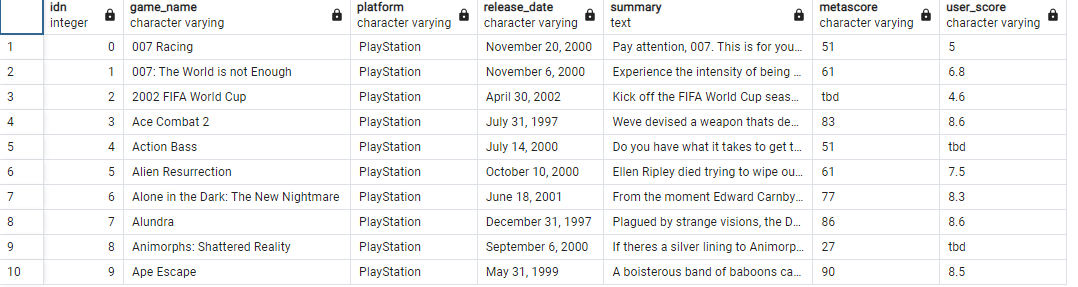 idn game_name platform release_date summary metascore user_score
integer character varying character varying character varying text character varying character varying
1 0 007 Racing PlayStation November 20, 2000 Pay attention, 007. This is for you... 51 5
2 1 007: The World is not Enough PlayStation November 6, 2000 Experience the intensity of being ... 61 6.8
3 2 2002 FIFA World Cup PlayStation April 30, 2002 Kick off the FIFA World Cup seas... tbd 4.6
4 3 Ace Combat 2 PlayStation July 31, 1997 Weve devised a weapon thats de... 83 8.6
5 4 Action Bass PlayStation July 14, 2000 Do you have what it takes to get t... 51 tbd
6 5 Alien Resurrection PlayStation October 10, 2000 Ellen Ripley died trying to wipe ou... 61 7.5
7 6 Alone in the Dark: The New Nightmare PlayStation June 18, 2001 From the moment Edward Carnby... 77 8.3
8 7 Alundra PlayStation December 31, 1997 Plagued by strange visions, the D... 86 8.6
9 8 Animorphs: Shattered Reality PlayStation September 6, 2000 If theres a silver lining to Animorp... 27 tbd
10 9 Ape Escape PlayStation May 31, 1999 A boisterous band of baboons ca... 90 8.5